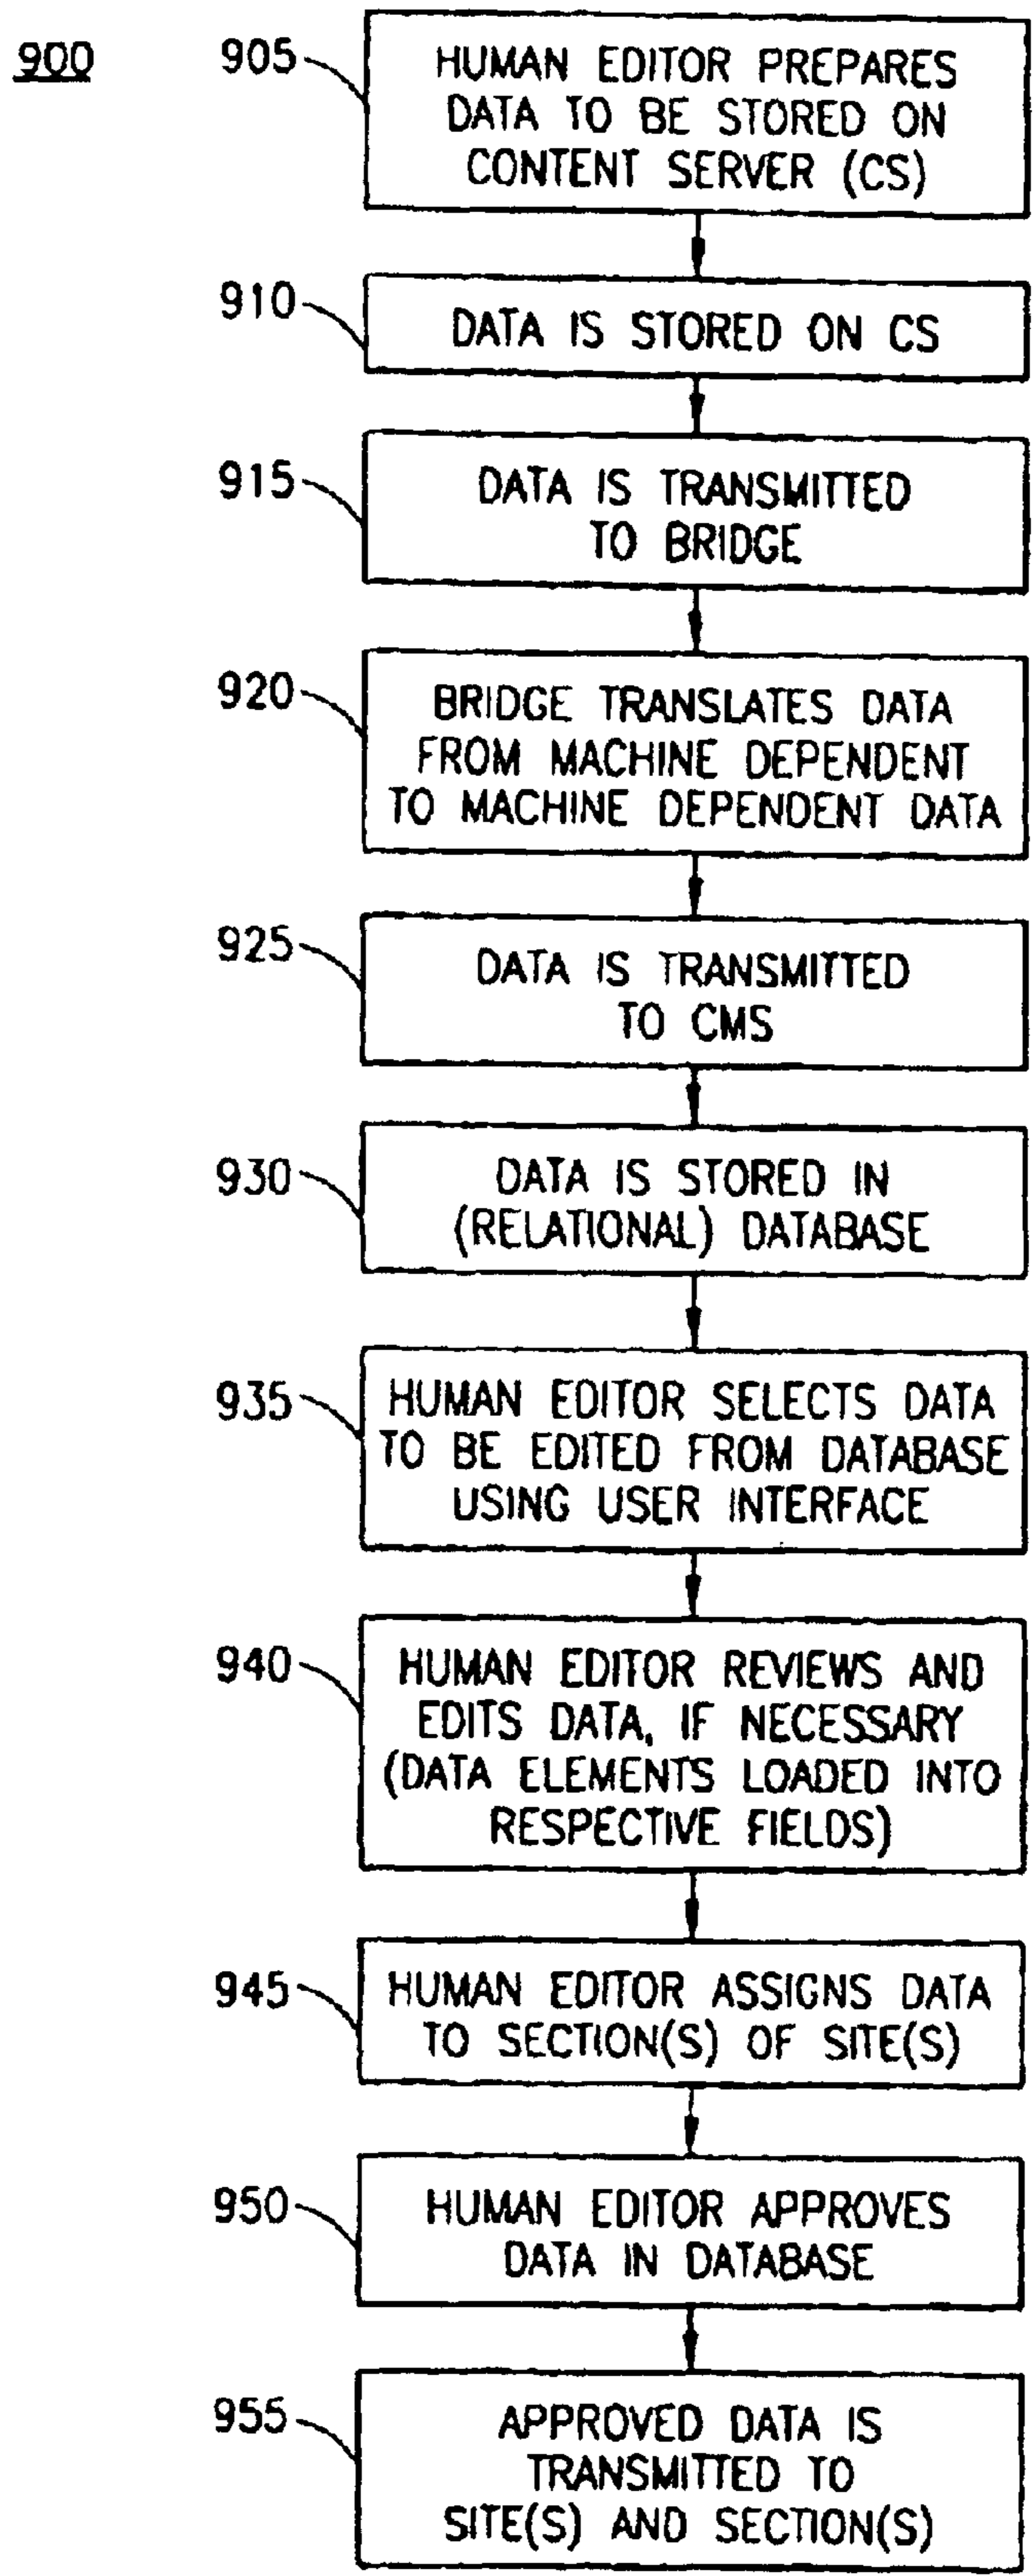 900
905
HUMAN EDITOR PREPARES
DATA TO BE STORED ON
CONTENT SERVER (CS)
910
DATA IS STORED ON CS
915
DATA IS TRANSMITTED
TO BRIDGE
920
BRIDGE TRANSLATES DATA
FROM MACHINE DEPENDENT
TO MACHINE DEPENDENT DATA
925
DATA IS TRANSMITTED
TO CMS
930
DATA IS STORED IN
(RELATIONAL) DATABASE
935
HUMAN EDITOR SELECTS DATA
TO BE EDITED FROM DATABASE
USING USER INTERFACE
940
HUMAN EDITOR REVIEWS AND
EDITS DATA, IF NECESSARY
(DATA ELEMENTS LOADED INTO
RESPECTIVE FIELDS)
945
HUMAN EDITOR ASSIGNS DATA
TO SECTION(S) OF SITE(S)
950
HUMAN EDITOR APPROVES
DATA IN DATABASE
955
APPROVED DATA IS
TRANSMITTED TO
SITE(S) AND SECTION(S)